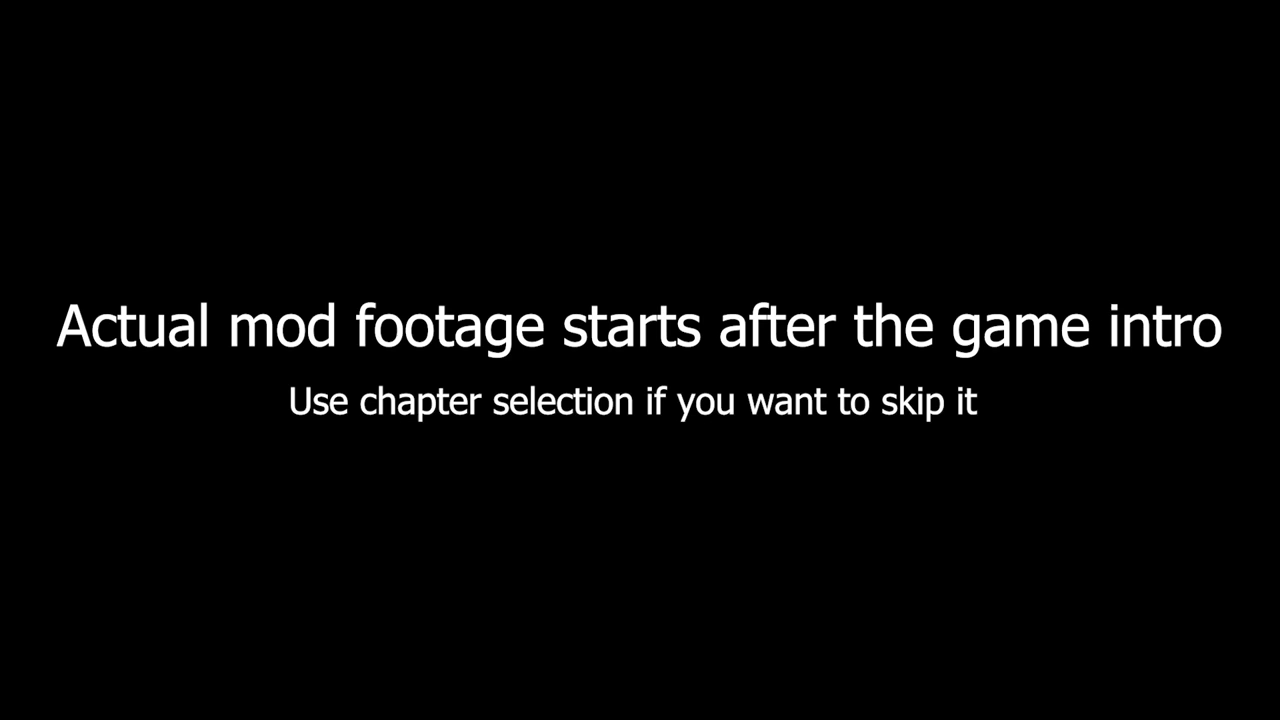 Actual mod footage starts after the game intro
Use chapter selection if you want to skip it